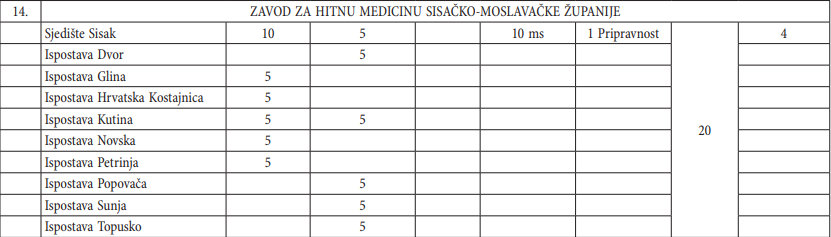 14. ZAVOD ZA HITNU MEDICINU SISAČKO-MOSLAVAČKE ŽUPANIJE
Sjedište Sisak 10 5 10 ms 1 Pripravnost 20 4
Ispostava Dvor 5
Ispostava Glina 5
Ispostava Hrvatska Kostajnica 5
Ispostava Kutina 5 5
Ispostava Novska 5
Ispostava Petrinja 5
Ispostava Popovača 5
Ispostava Sunja 5
Ispostava Topusko 5